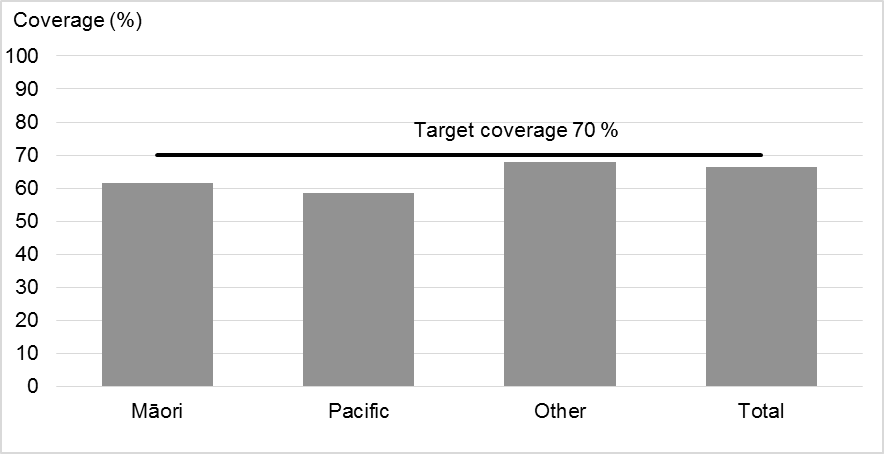 Coverage (%)
100
90
80
Target coverage 70 %
70
60
50
40
30
20
10
0
Māori
Pacific
Other
Total